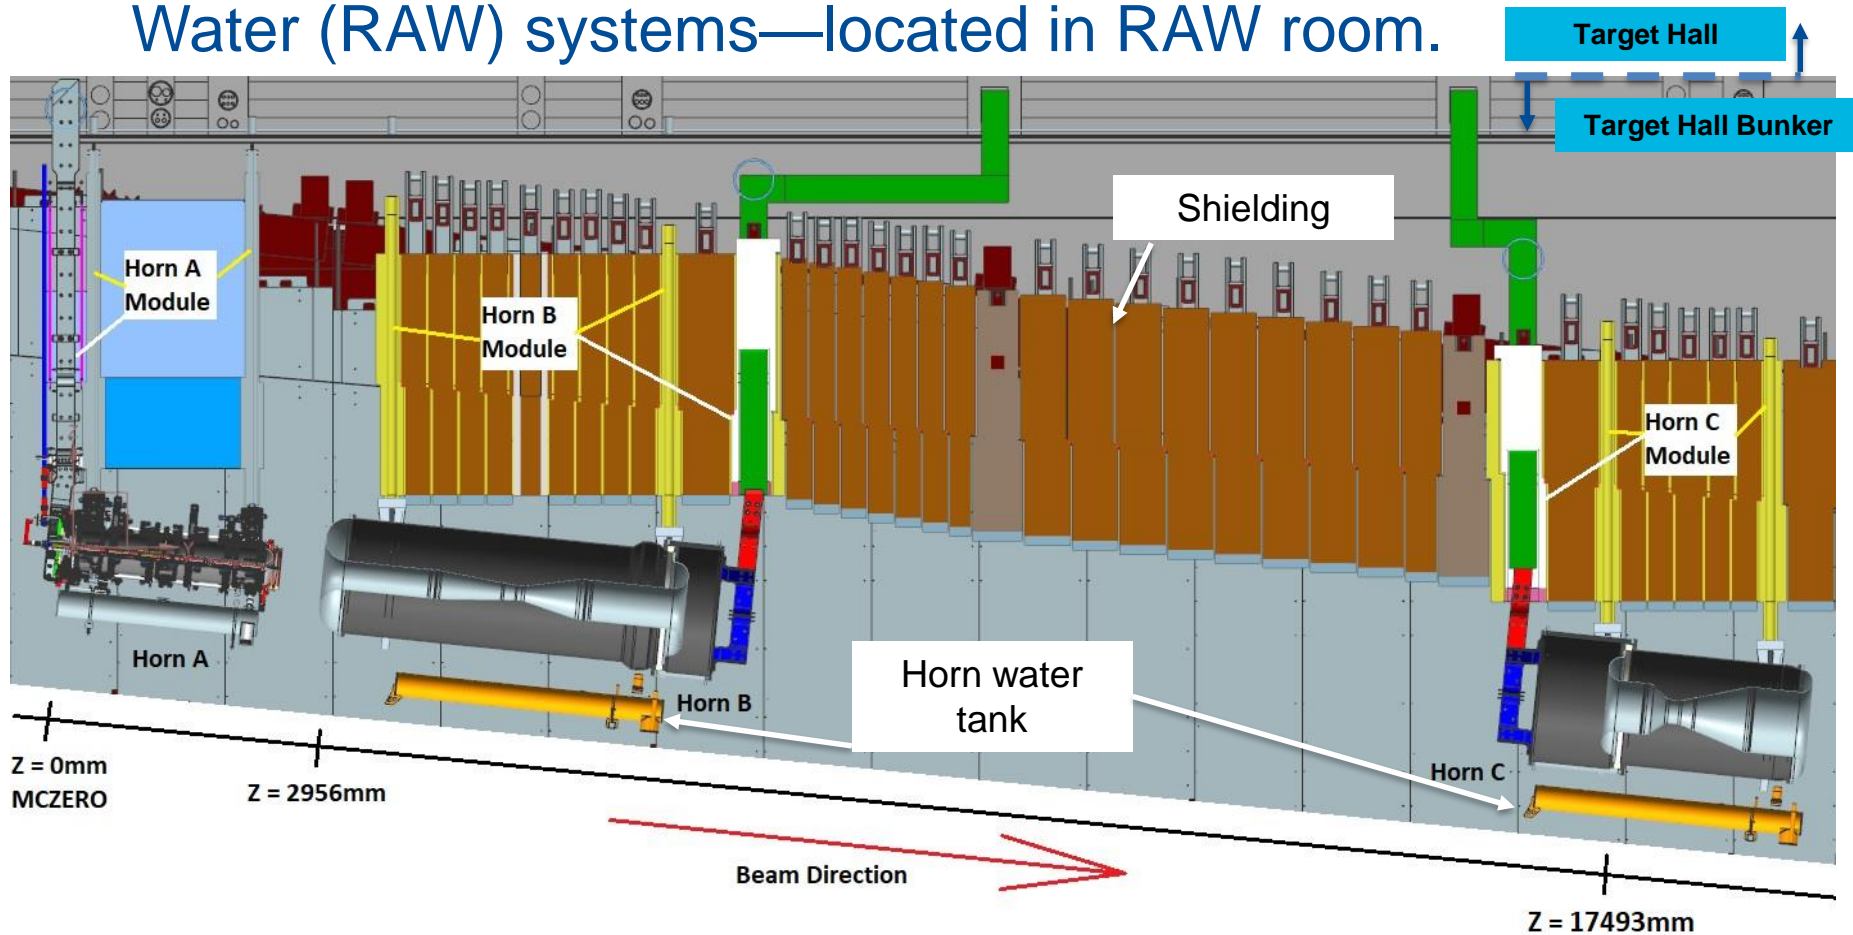 Water (RAW) systems—located in RAW room.
Target Hall
Target Hall Bunker
Shielding
Horn A
Module
Horn B
Module
Horn C
Module
Horn A
Horn B
Horn water
tank
Horn C
Z = 0mm
MCZERO
Z = 2956mm
Beam Direction
Z = 17493mm